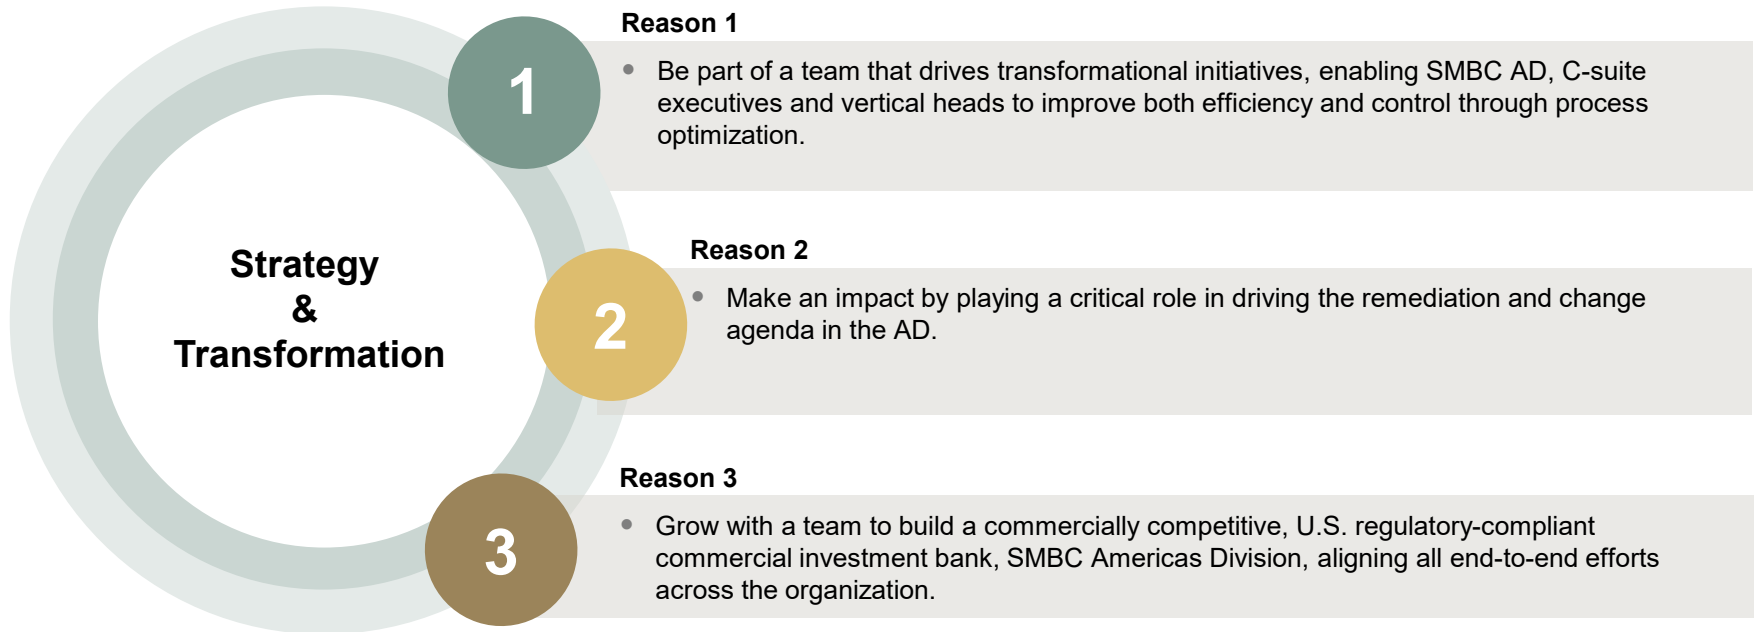 Strategy
&
Transformation
1
Reason 1
• Be part of a team that drives transformational initiatives, enabling SMBC AD, C-suite
executives and vertical heads to improve both efficiency and control through process
optimization.
2
Reason 2
• Make an impact by playing a critical role in driving the remediation and change
agenda in the AD.
3
Reason 3
• Grow with a team to build a commercially competitive, U.S. regulatory-compliant
commercial investment bank, SMBC Americas Division, aligning all end-to-end efforts
across the organization.